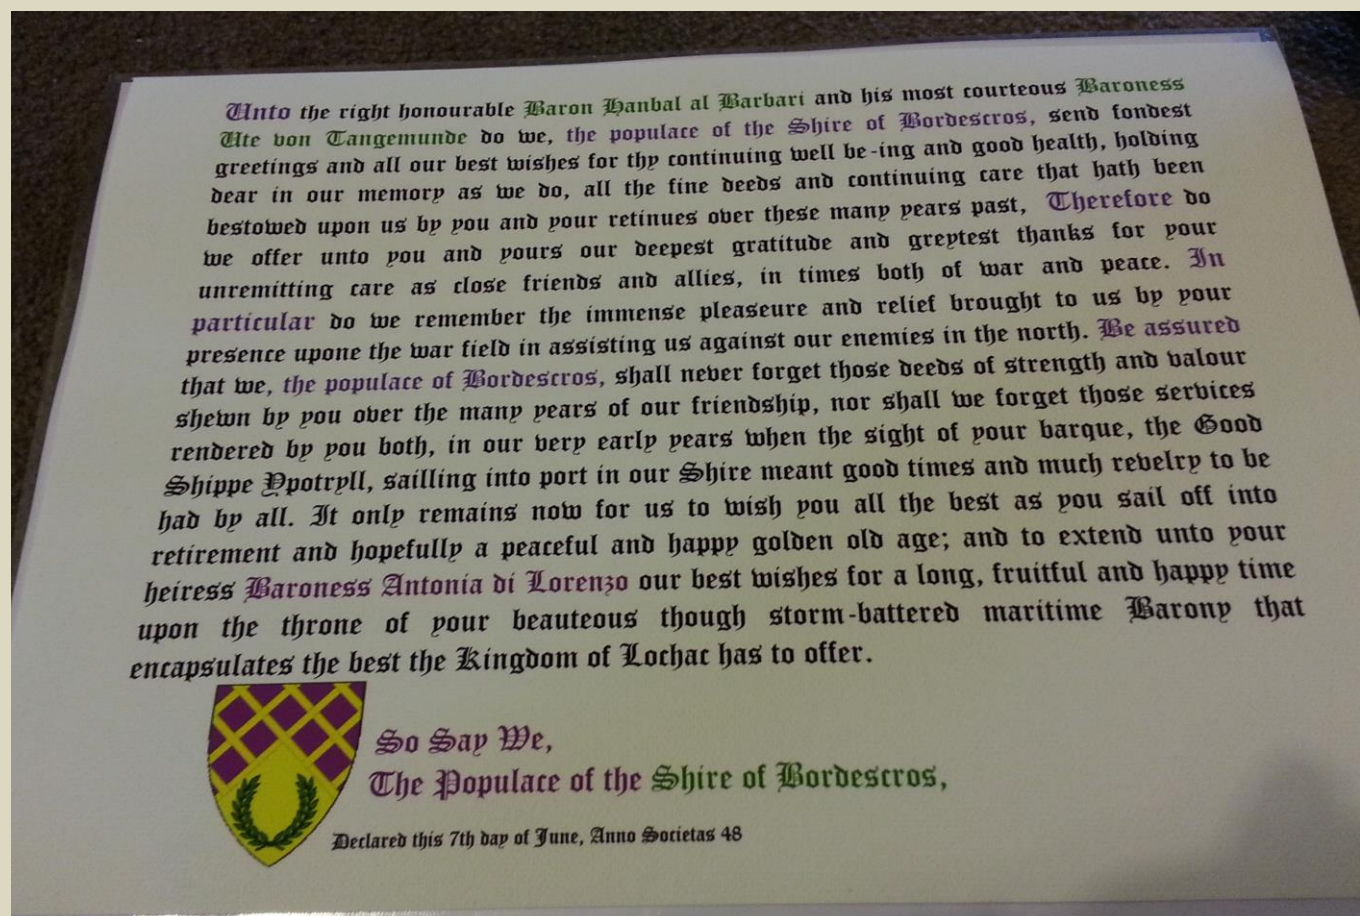 Unto the right honourable Baron Hanbal al Barbari and his most courteous Baroness
Ute von Tangemunde do we, the populace of the Shire of Bordescros, send fondest
greetings and all our best wishes for thy continuing well be-ing and good health, holding
dear in our memory as we do, all the fine deeds and continuing care that hath been
bestowed upon us by you and your retinues over these many years past, Therefore do
we offer unto you and yours our deepest gratitude and greytest thanks for your
unremitting care as close friends and allies, in times both of war and peace. In
particular do we remember the immense pleaseure and relief brought to us by your
presence upone the war field in assisting us against our enemies in the north. Be assured
that we, the populace of Bordescros, shall never forget those deeds of strength and valour
shewn by you over the many years of our friendship, nor shall we forget those services
rendered by you both, in our very early years when the sight of your barque, the Good
Shippe Ypotryll, sailling into port in our Shire meant good times and much revelry to be
had by all. It only remains now for us to wish you all the best as you sail off into
retirement and hopefully a peaceful and happy golden old age; and to extend unto your
heiress Baroness Antonia di Lorenzo our best wishes for a long, fruitful and happy time
upon the throne of your beauteous though storm-battered maritime Barony that
encapsulates the best the Kingdom of Lochac has to offer.
So Say We,
The Populace of the Shire of Bordescros,
Declared this 7th day of June, Anno Societas 48